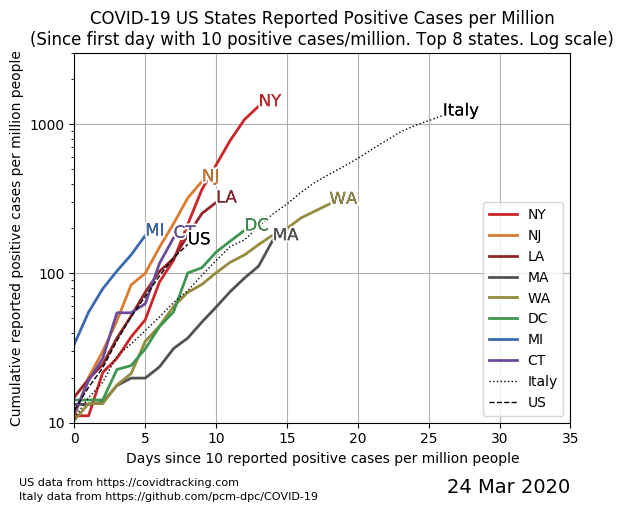 COVID-19 US States Reported Positive Cases per Million
(Since first day with 10 positive cases/million. Top 8 states. Log scale)
Cumulative reported positive cases per million people
1000
100
10
NY
Italy
NJ
LA
WA
MI
CT
US
DC
MA
NY
NJ
LA
MA
WA
DC
MI
CT
Italy
US
0 5 10 15 20 25 30 35
Days since 10 reported positive cases per million people
US data from https://covidtracking.com
Italy data from https://github.com/pcm-dpc/COVID-19
24 Mar 2020